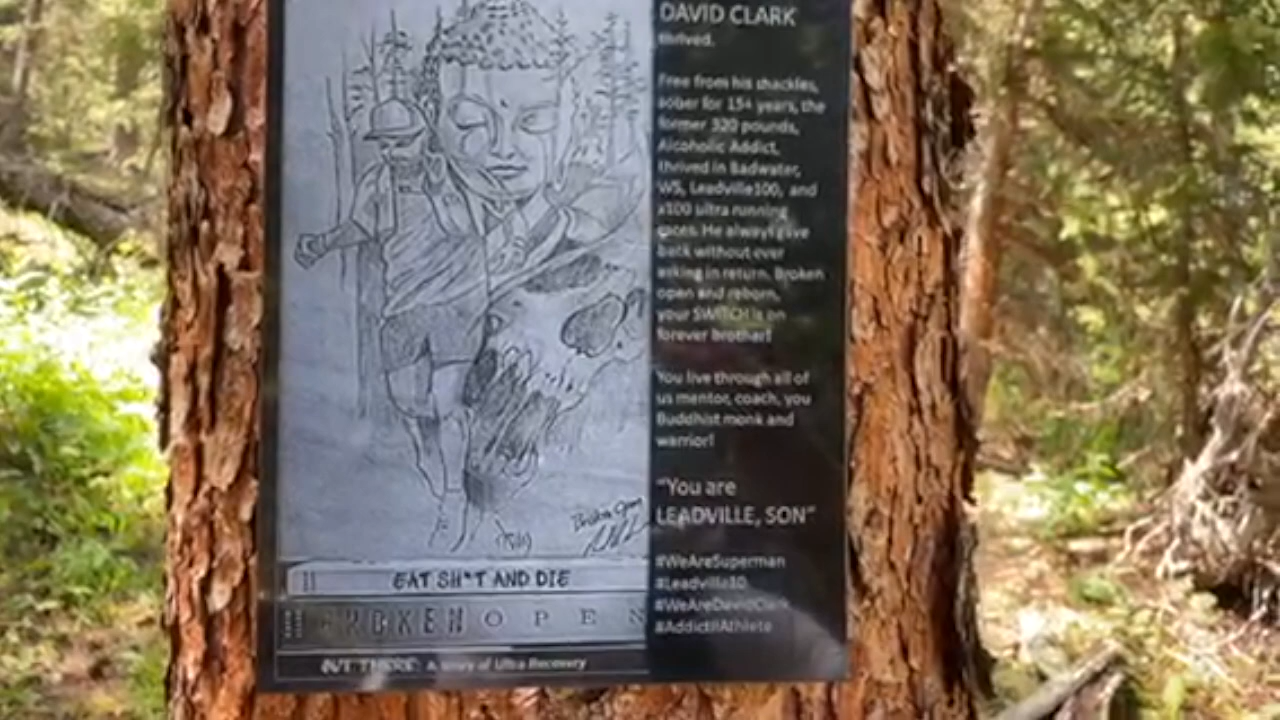 DAVID CLARK
thrived.
Free from his shackles,
sober for 15+ years, the
former 320 pounds,
Alcoholic Addict,
thrived in Badwater,
WS, Leadville100, and
x100 ultra running
races. He always gave
back without ever
asking in return. Broken
open and reborn,
your SWITCH is on
forever brother!
You live through all of
us mentor, coach, you
Buddhist monk and
warrior!
"You are
LEADVILLE, SON"
#WeAreSuperman
#Leadville10
#WeAreDavidClark
#AddictIIAthlete
EAT SH*T AND DIE
BROKEN OPEN
OUT THERE: A Story of Ultra Recovery